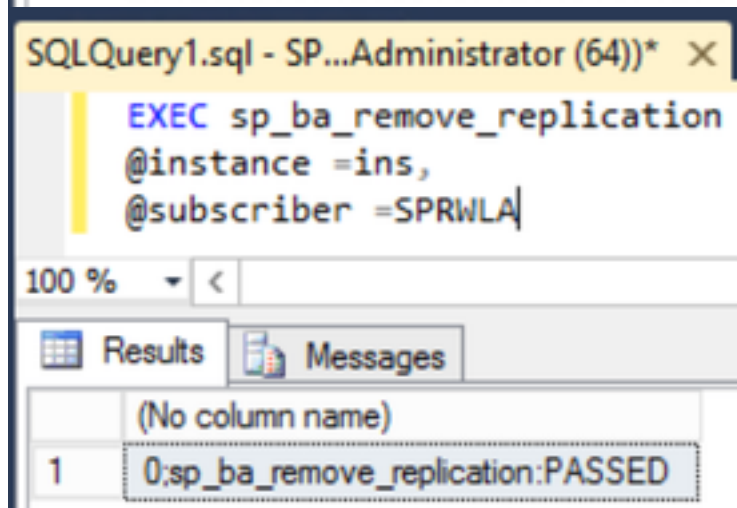 SQLQuery1.sql - SP...Administrator (64))* ×
EXEC sp_ba_remove_replication
@instance =ins,
@subscriber =SPRWLA
100 %
Results Messages
(No column name)
1 0;sp_ba_remove_replication:PASSED